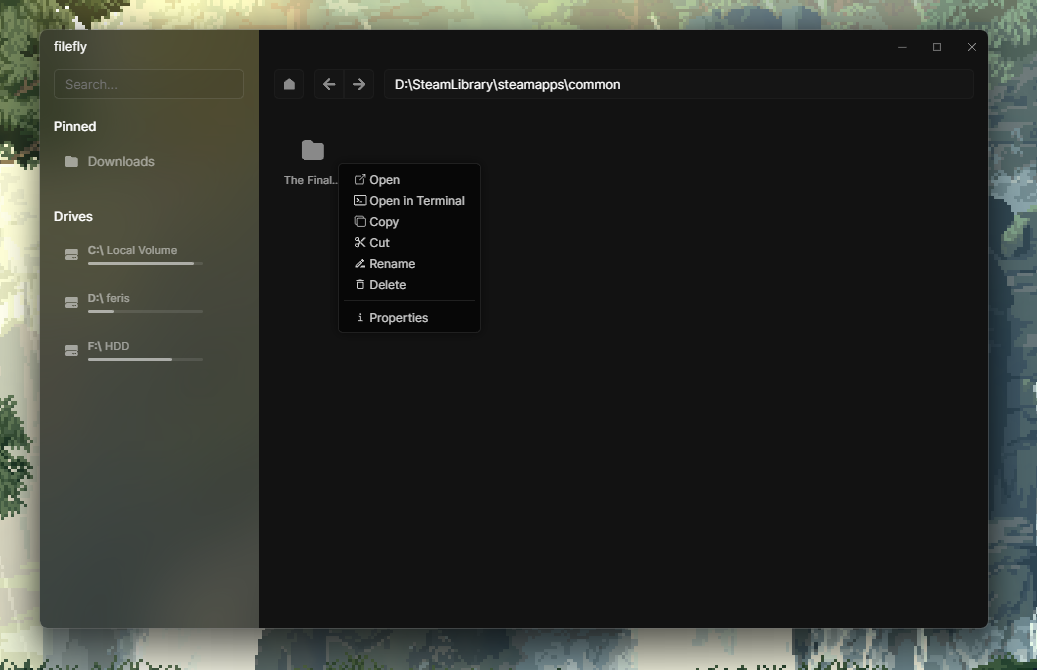 filefly
Search...
Pinned
Downloads
Drives
C:\ Local Volume
D:\ feris
F:\ HDD
D:\SteamLibrary\steamapps\common
The Final..
Open
Open in Terminal
Copy
Cut
Rename
Delete
Properties